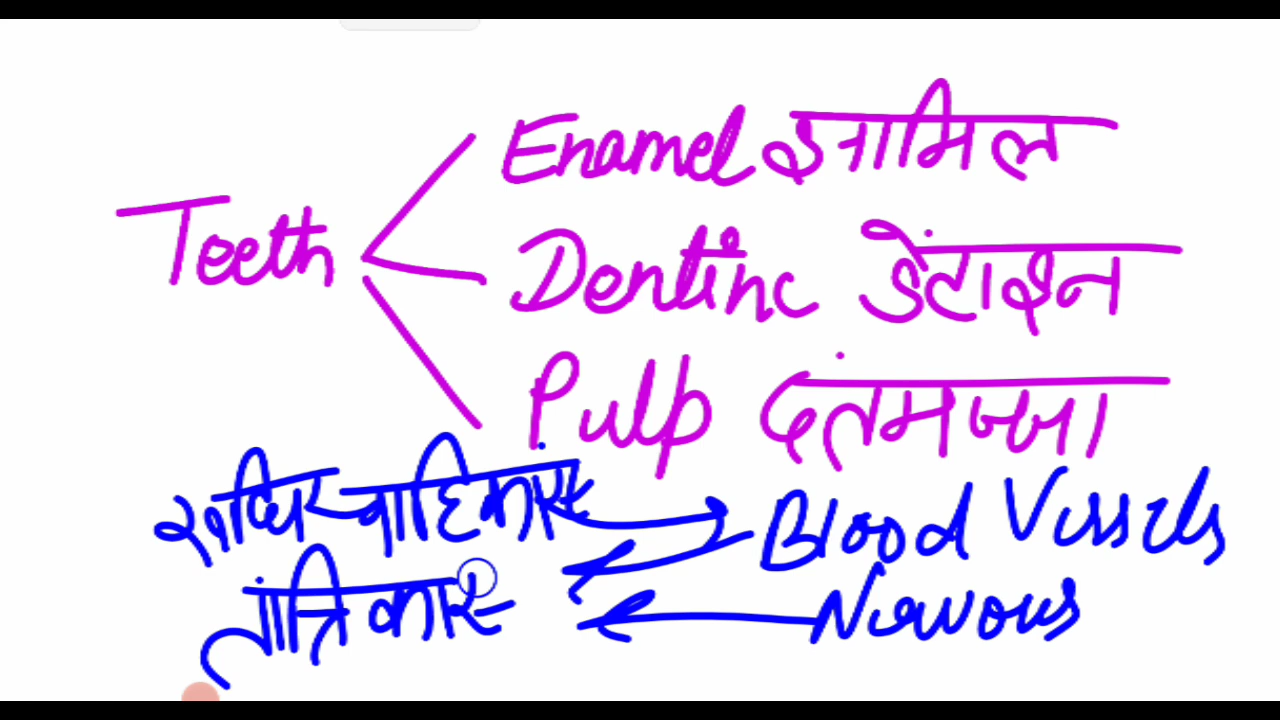 Enamel इनामिल
Teeth
Dentine डेंटाइन
Pulp दंतमज्जा
रुधिर वाहिकाएं Blood Vessels
तांत्रिकाए Nervous